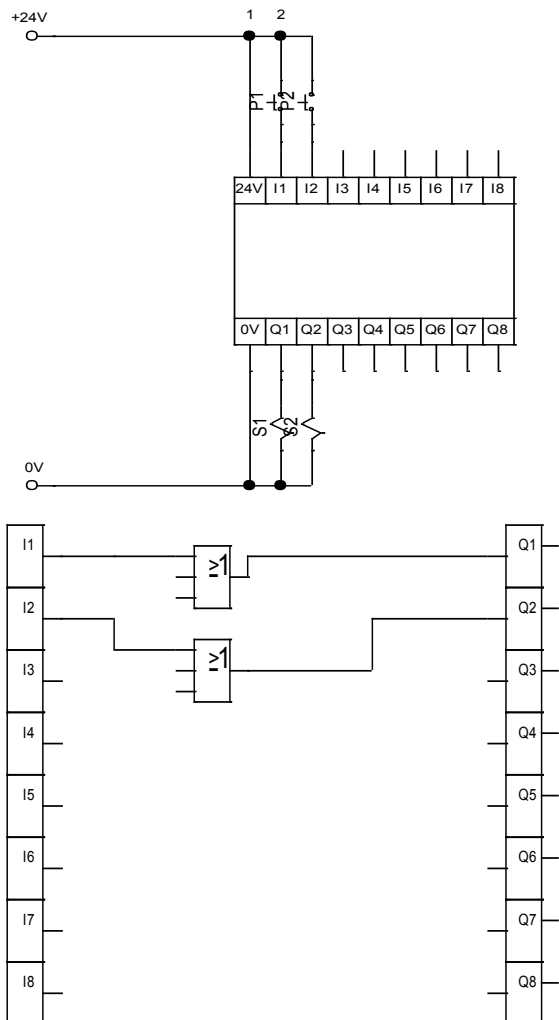 1 2
+24V
P1 P2
24V I1 I2 I3 I4 I5 I6 I7 I8
0V Q1 Q2 Q3 Q4 Q5 Q6 Q7 Q8
S1 S2
0V
I1 ≥1 Q1
I2 ≥1 Q2
I3 Q3
I4 Q4
I5 Q5
I6 Q6
I7 Q7
I8 Q8